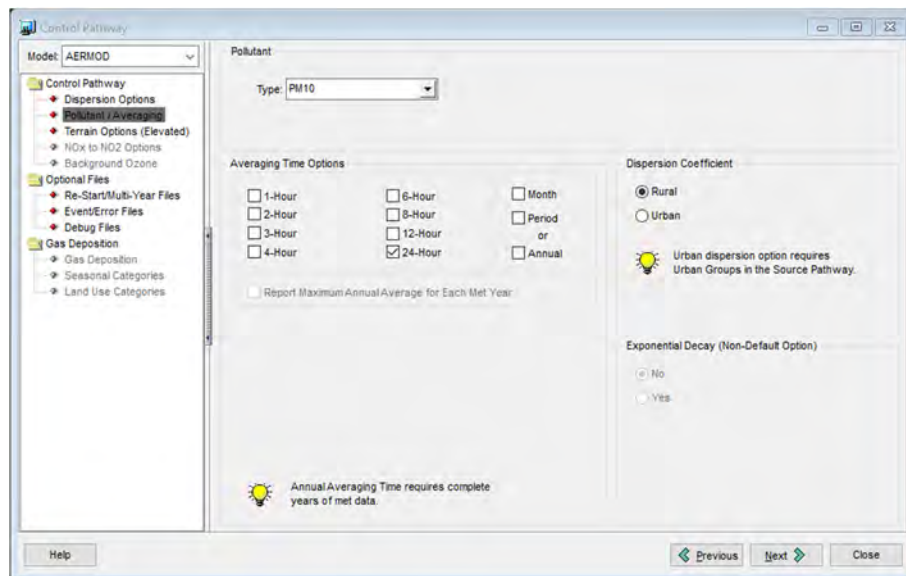 Control Pathway
Model: AERMOD
Control Pathway
Dispersion Options
Pollutant / Averaging
Terrain Options (Elevated)
NOx to NO2 Options
Background Ozone
Optional Files
Re-Start/Multi-Year Files
Event/Error Files
Debug Files
Gas Deposition
Gas Deposition
Seasonal Categories
Land Use Categories
Pollutant
Type: PM10
Averaging Time Options
1-Hour
2-Hour
3-Hour
4-Hour
6-Hour
8-Hour
12-Hour
24-Hour
Month
Period
or
Annual
Report Maximum Annual Average for Each Met Year
Annual Averaging Time requires complete
years of met data.
Dispersion Coefficient
Rural
Urban
Urban dispersion option requires
Urban Groups in the Source Pathway.
Exponential Decay (Non-Default Option)
No
Yes
Help
Previous
Next
Close